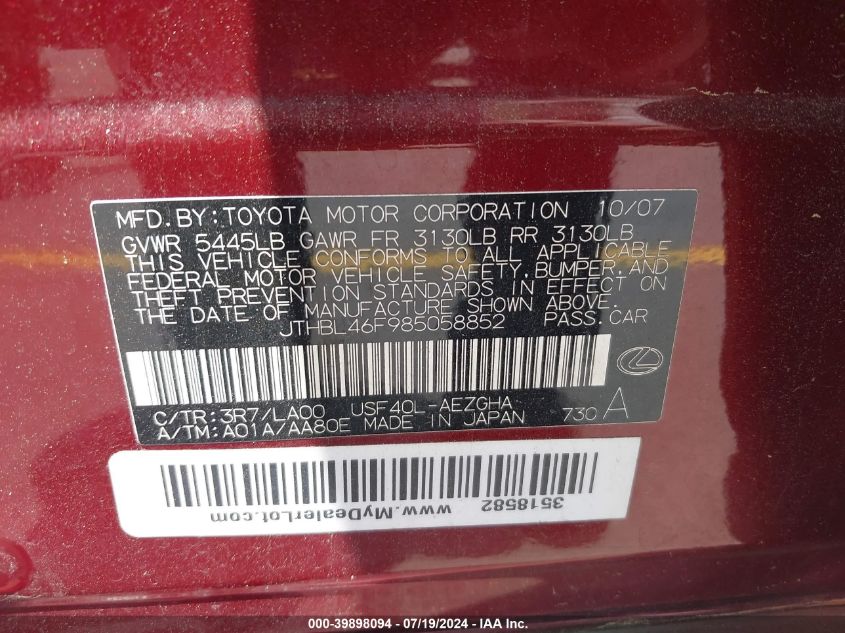 MFD. BY: TOYOTA MOTOR CORPORATION 10/07
GVWR 5445LB GAWR FR 3130LB RR 3130LB
THIS VEHICLE CONFORMS TO ALL APPLICABLE
FEDERAL MOTOR VEHICLE SAFETY, BUMPER, AND
THEFT PREVENTION STANDARDS IN EFFECT ON
THE DATE OF MANUFACTURE SHOWN ABOVE.
JTHBL46F985058852 PASS CAR
C/TR: 3R7/LA00 USF40L-AEZGHA 730 A
A/TM: A01A/AA80E MADE IN JAPAN
3518582
www.MyDealerLot.com
000-39898094 / 07/19/2024 - IAA Inc.